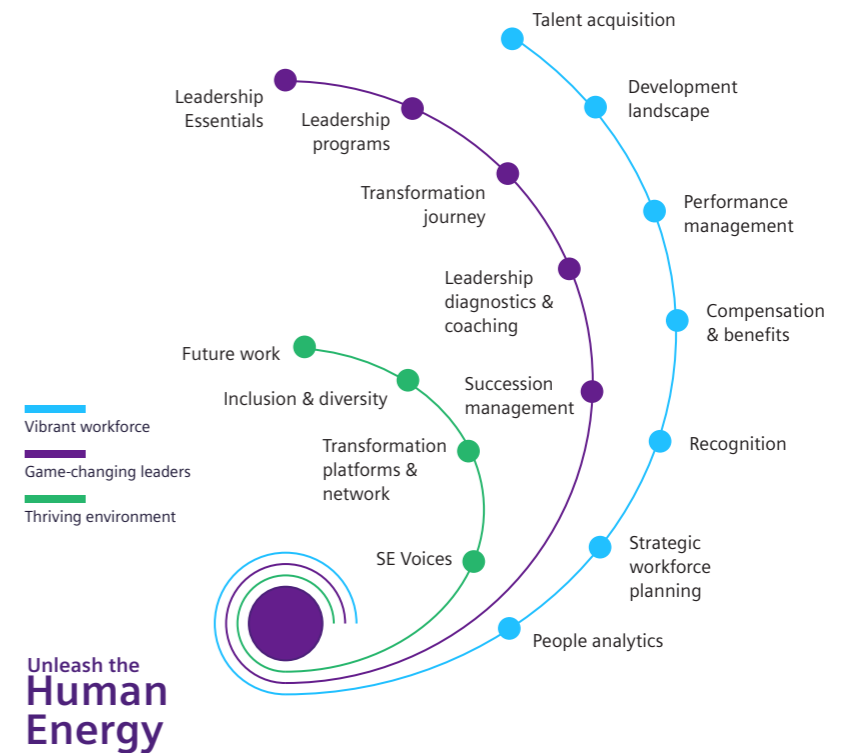 Talent acquisition
Development
landscape
Performance
management
Compensation
& benefits
Recognition
Strategic
workforce
planning
People analytics
Leadership
Essentials
Leadership
programs
Transformation
journey
Leadership
diagnostics &
coaching
Succession
management
Future work
Inclusion & diversity
Transformation
platforms &
network
SE Voices
Vibrant workforce
Game-changing leaders
Thriving environment
Unleash the
Human
Energy